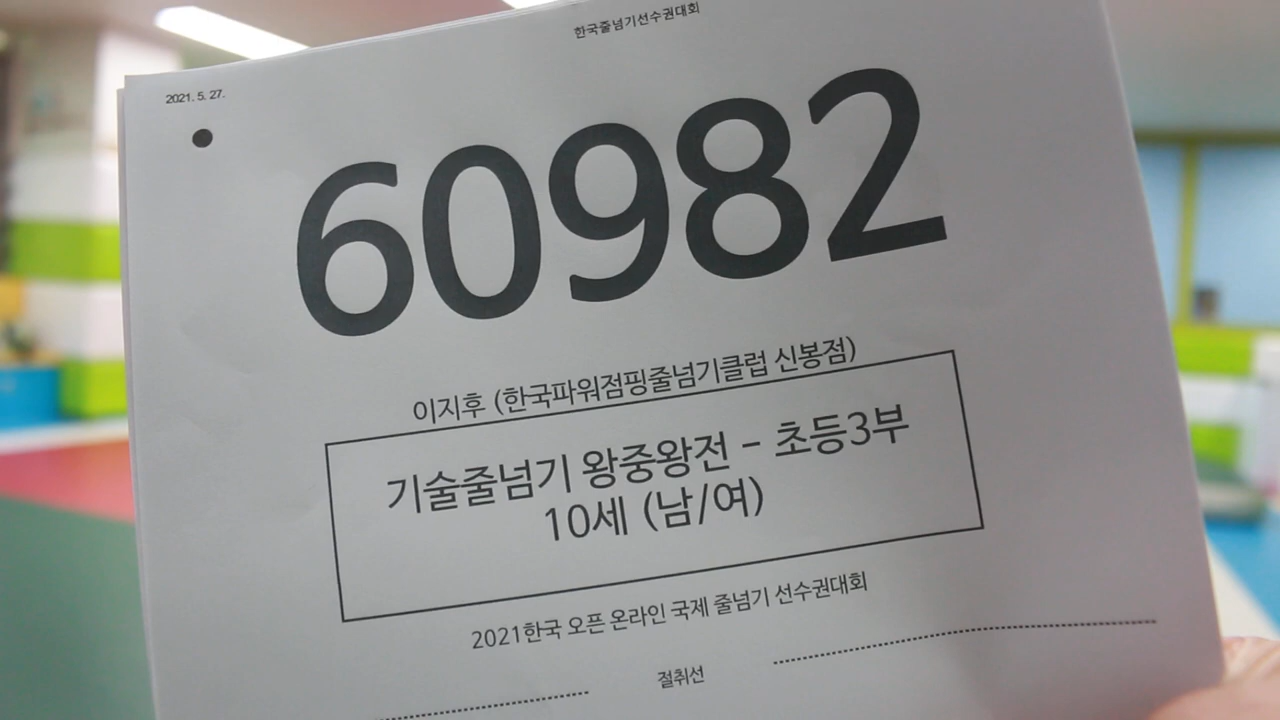 한국줄넘기선수권대회
2021. 5. 27.
60982
이지후 (한국파워점핑줄넘기클럽 신봉점)
기술줄넘기 왕중왕전 - 초등3부
10세 (남/여)
2021한국 오픈 온라인 국제 줄넘기 선수권대회
절취선